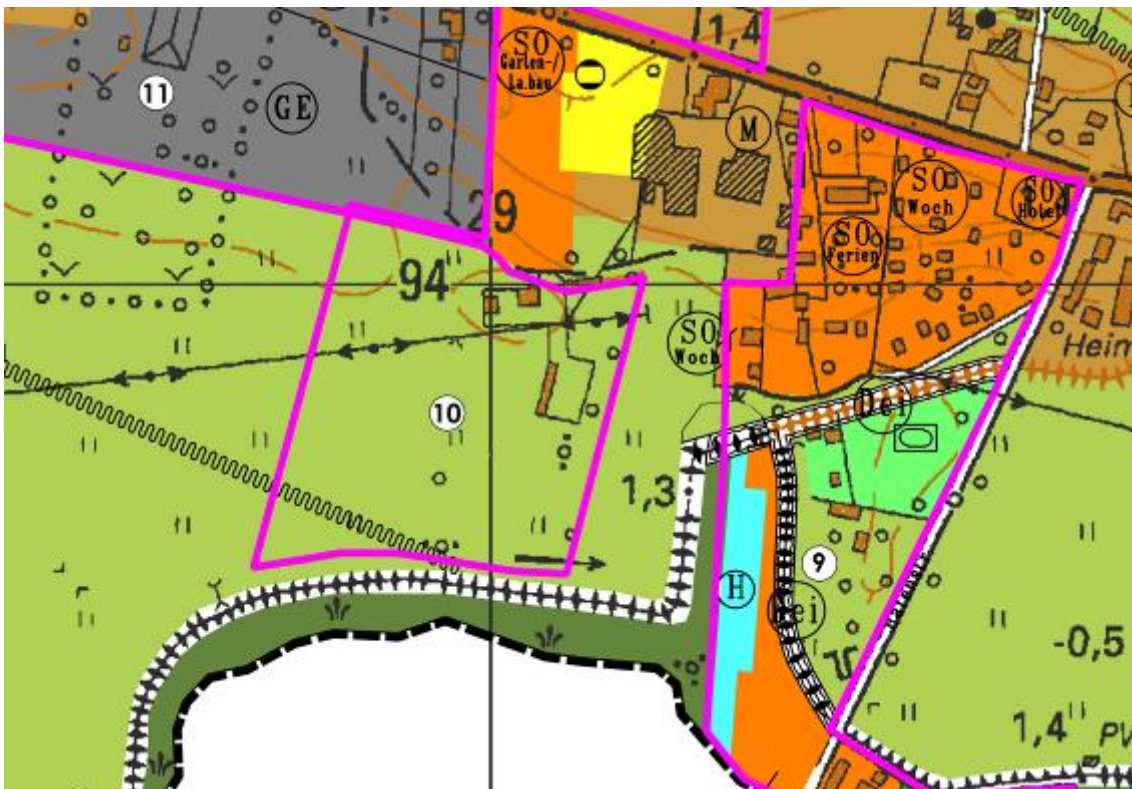 SO
Garten-/
La.bau
1,4
11
GE
M
SO
Woch
SO
Hotel
29
SO
Ferien
94
SO
Woch
Heim
Dei
10
1,3
9
H
Dei
-0,5
1,4
PV